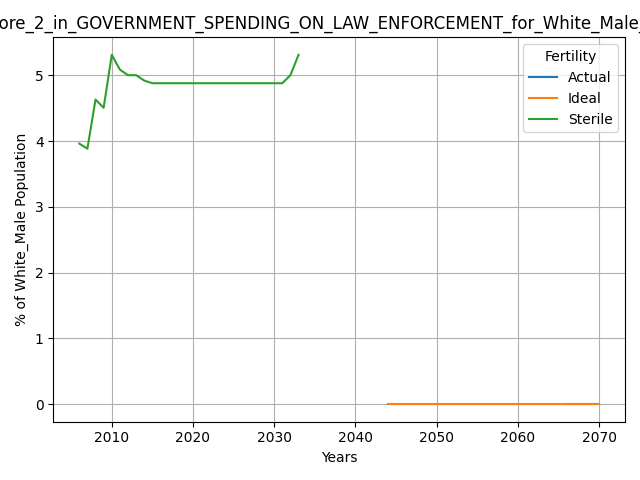 ore_2_in_GOVERNMENT_SPENDING_ON_LAW_ENFORCEMENT_for_White_Male_
Fertility
Actual
Ideal
Sterile
% of White_Male Population
5
4
3
2
1
0
2010 2020 2030 2040 2050 2060 2070
Years